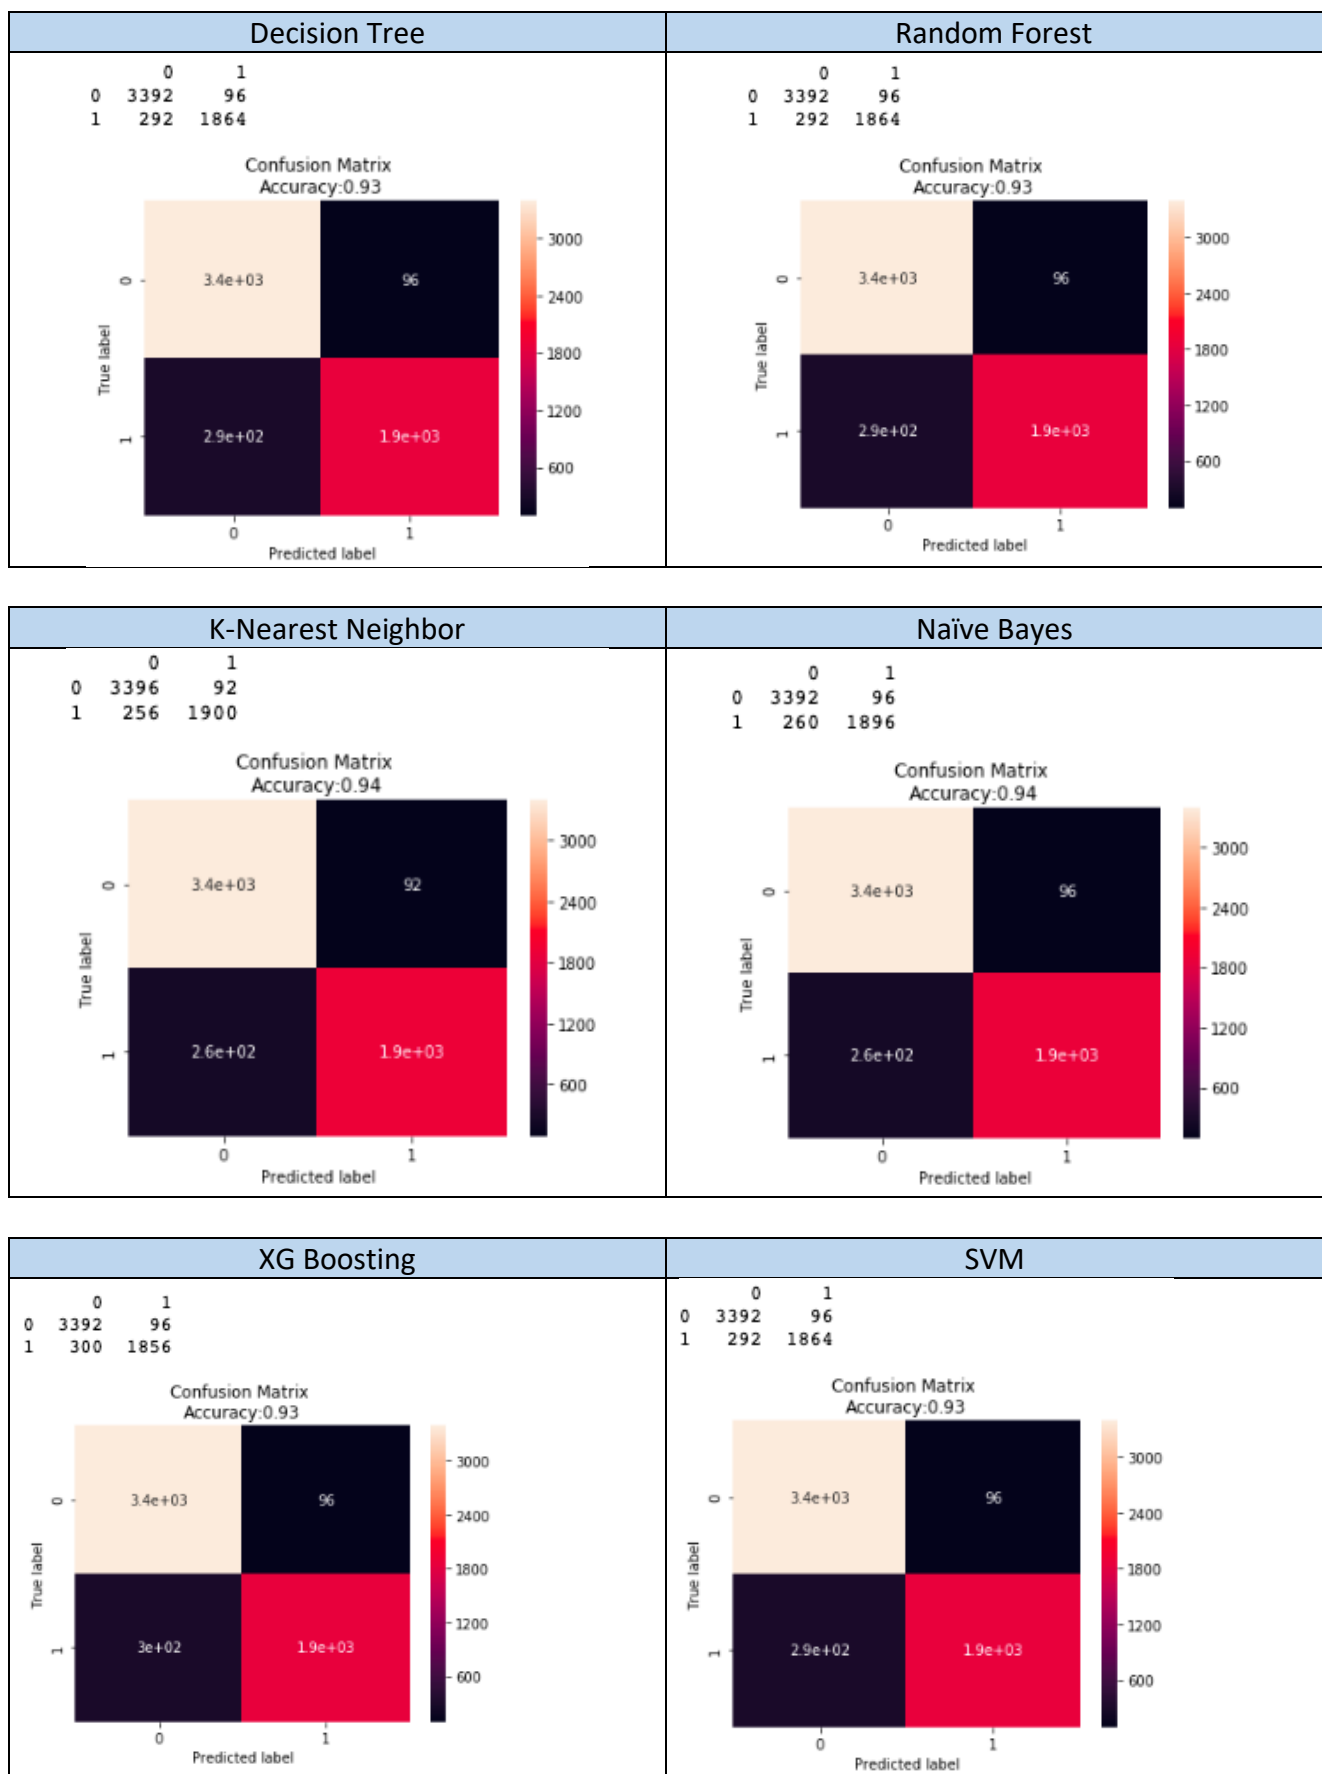 Decision Tree
0 1
0 3392 96
1 292 1864
Confusion Matrix
Accuracy:0.93
3.4e+03 96
2.9e+02 1.9e+03
0
1
True label
0 1
Predicted label
3000
2400
1800
1200
600
Random Forest
0 1
0 3392 96
1 292 1864
Confusion Matrix
Accuracy:0.93
3.4e+03 96
2.9e+02 1.9e+03
0
1
True label
0 1
Predicted label
3000
2400
1800
1200
600
K-Nearest Neighbor
0 1
0 3396 92
1 256 1900
Confusion Matrix
Accuracy:0.94
3.4e+03 92
2.6e+02 1.9e+03
0
1
True label
0 1
Predicted label
3000
2400
1800
1200
600
Naïve Bayes
0 1
0 3392 96
1 260 1896
Confusion Matrix
Accuracy:0.94
3.4e+03 96
2.6e+02 1.9e+03
0
1
True label
0 1
Predicted label
3000
2400
1800
1200
600
XG Boosting
0 1
0 3392 96
1 300 1856
Confusion Matrix
Accuracy:0.93
3.4e+03 96
3e+02 1.9e+03
0
1
True label
0 1
Predicted label
3000
2400
1800
1200
600
SVM
0 1
0 3392 96
1 292 1864
Confusion Matrix
Accuracy:0.93
3.4e+03 96
2.9e+02 1.9e+03
0
1
True label
0 1
Predicted label
3000
2400
1800
1200
600